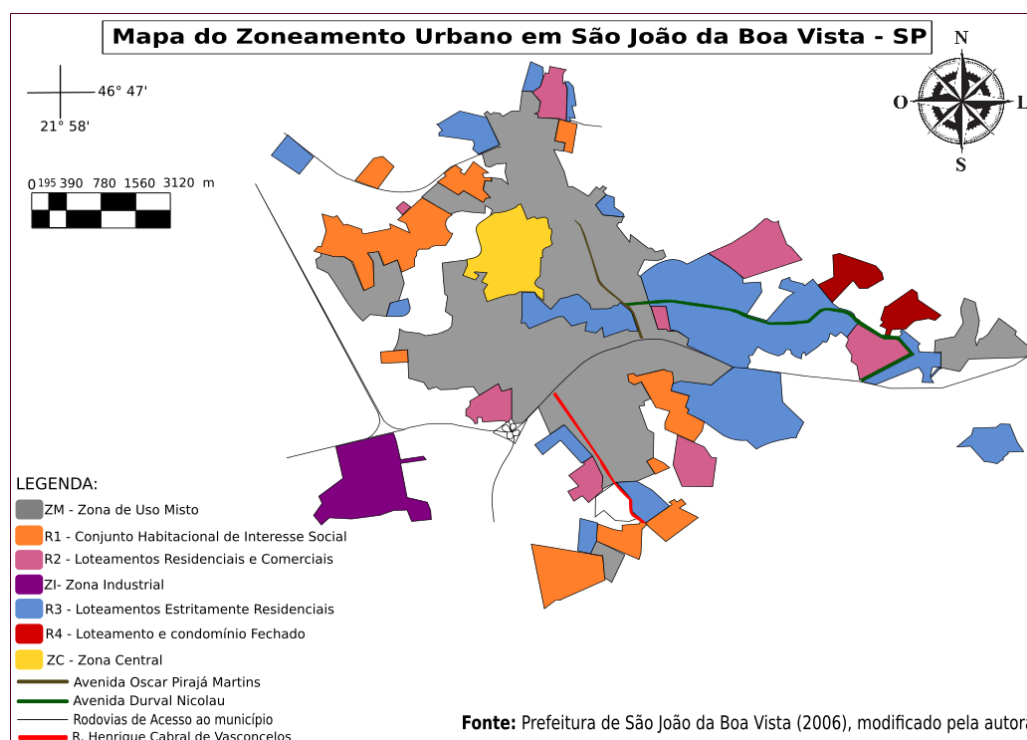 Mapa do Zoneamento Urbano em São João da Boa Vista - SP
N
O
L
S
46° 47'
21° 58'
0 195 390 780 1560 3120 m
LEGENDA:
ZM - Zona de Uso Misto
R1 - Conjunto Habitacional de Interesse Social
R2 - Loteamentos Residenciais e Comerciais
ZI- Zona Industrial
R3 - Loteamentos Estritamente Residenciais
R4 - Loteamento e condomínio Fechado
ZC - Zona Central
Avenida Oscar Pirajá Martins
Avenida Durval Nicolau
Rodovias de Acesso ao município
R. Henrique Cabral de Vasconcelos
Fonte: Prefeitura de São João da Boa Vista (2006), modificado pela autora